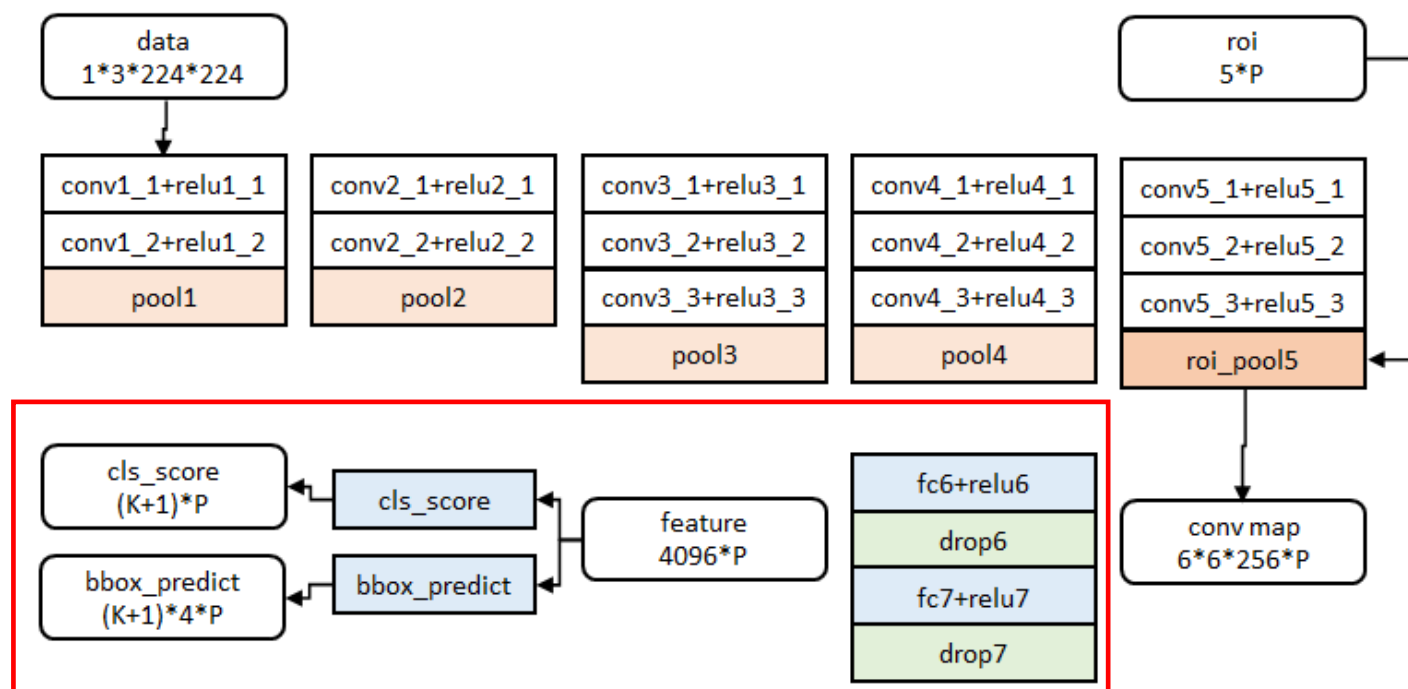 data
1*3*224*224
roi
5*P
conv1_1+relu1_1
conv1_2+relu1_2
pool1
conv2_1+relu2_1
conv2_2+relu2_2
pool2
conv3_1+relu3_1
conv3_2+relu3_2
conv3_3+relu3_3
pool3
conv4_1+relu4_1
conv4_2+relu4_2
conv4_3+relu4_3
pool4
conv5_1+relu5_1
conv5_2+relu5_2
conv5_3+relu5_3
roi_pool5
cls_score
(K+1)*P
bbox_predict
(K+1)*4*P
cls_score
bbox_predict
feature
4096*P
fc6+relu6
drop6
fc7+relu7
drop7
conv map
6*6*256*P